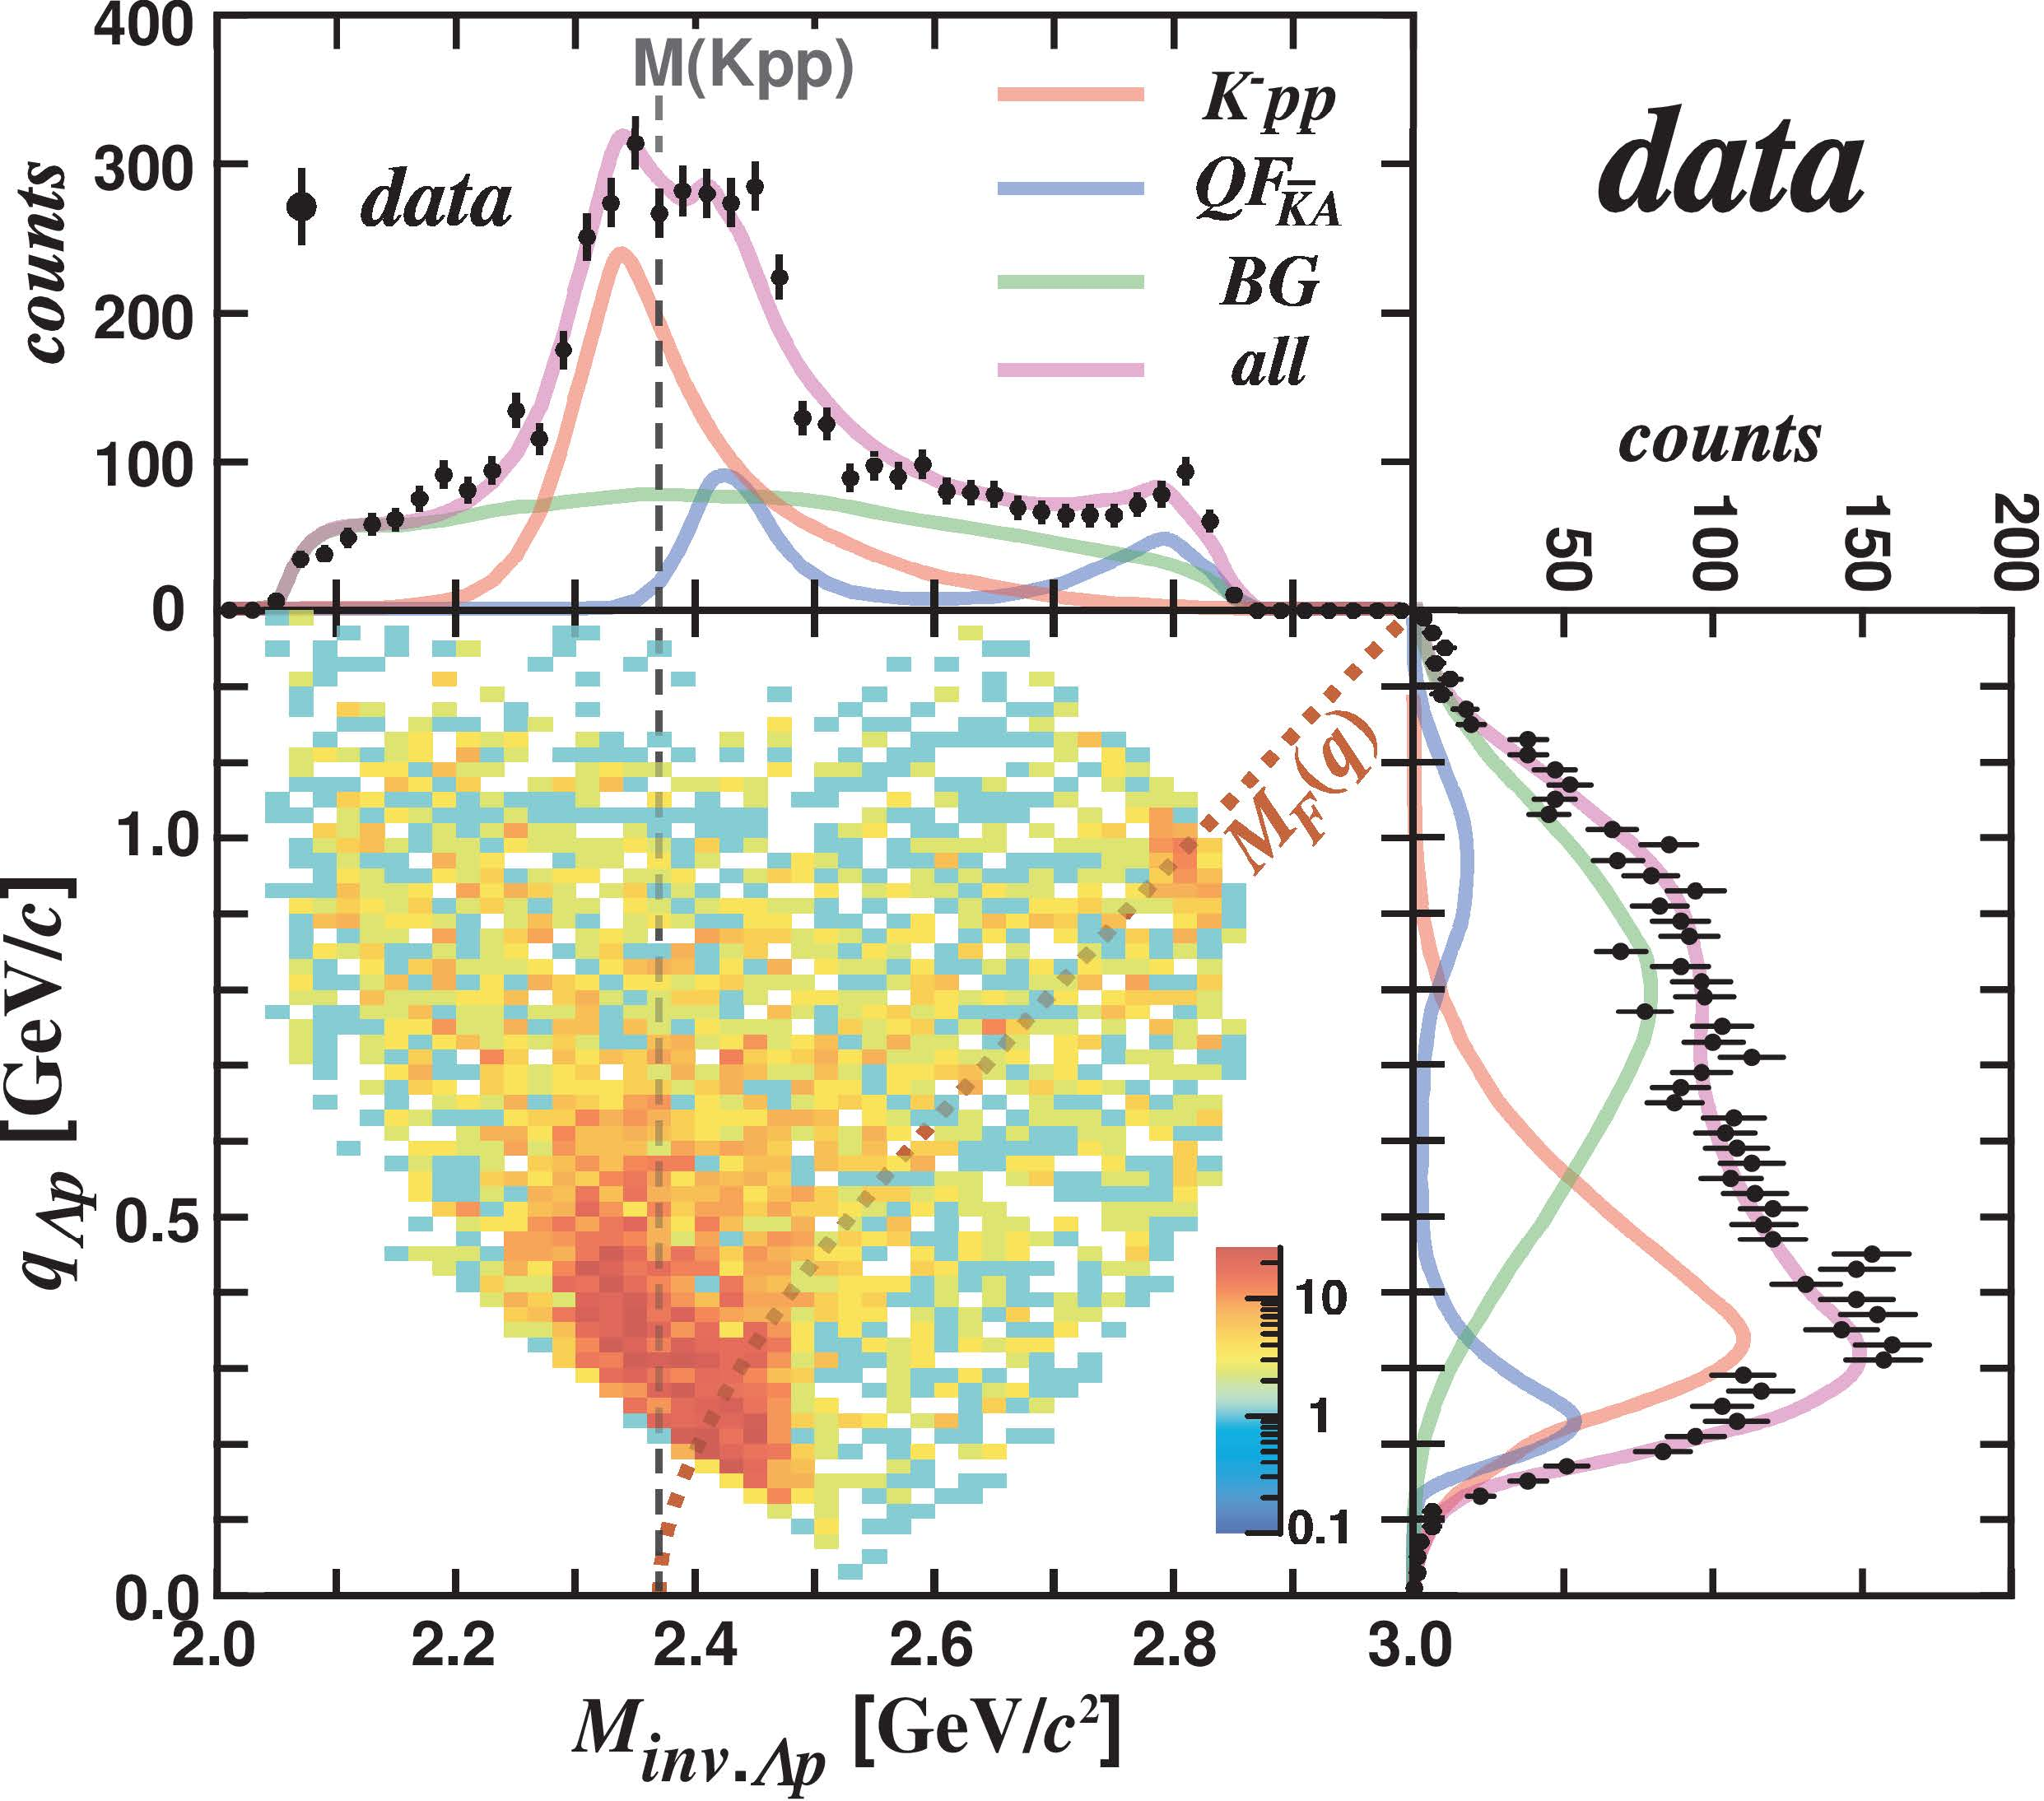 400
300
200
100
0
counts
M(Kpp)
data
K⁻pp
QF_K̄A
BG
all
data
counts
50
100
150
200
M_F(q)
1.0
0.5
0.0
q_Λp [GeV/c]
10
1
0.1
2.0 2.2 2.4 2.6 2.8 3.0
M_inv.Λp [GeV/c²]